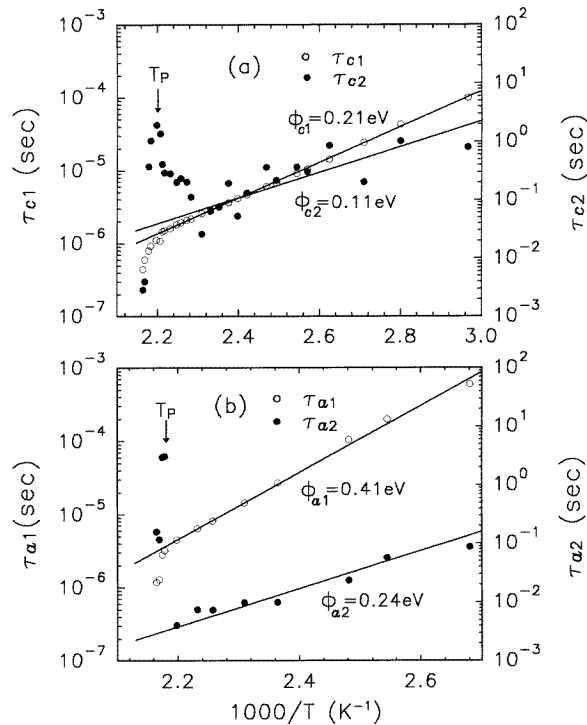 (a)
○ τc1
● τc2
Tp
ϕc1=0.21eV
ϕc2=0.11eV
τc1 (sec)
10⁻³
10⁻⁴
10⁻⁵
10⁻⁶
10⁻⁷
τc2 (sec)
10²
10¹
10⁰
10⁻¹
10⁻²
10⁻³
2.2 2.4 2.6 2.8 3.0
(b)
○ τa1
● τa2
Tp
ϕa1=0.41eV
ϕa2=0.24eV
τa1(sec)
10⁻³
10⁻⁴
10⁻⁵
10⁻⁶
10⁻⁷
τa2 (sec)
10²
10¹
10⁰
10⁻¹
10⁻²
10⁻³
2.2 2.4 2.6
1000/T (K⁻¹)